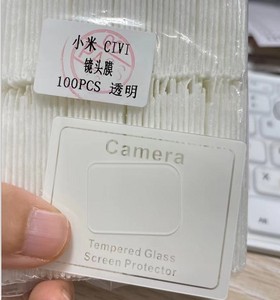 小米 CIVI
镜头膜
100PCS 透明
Camera
Tempered Glass
Screen Protector